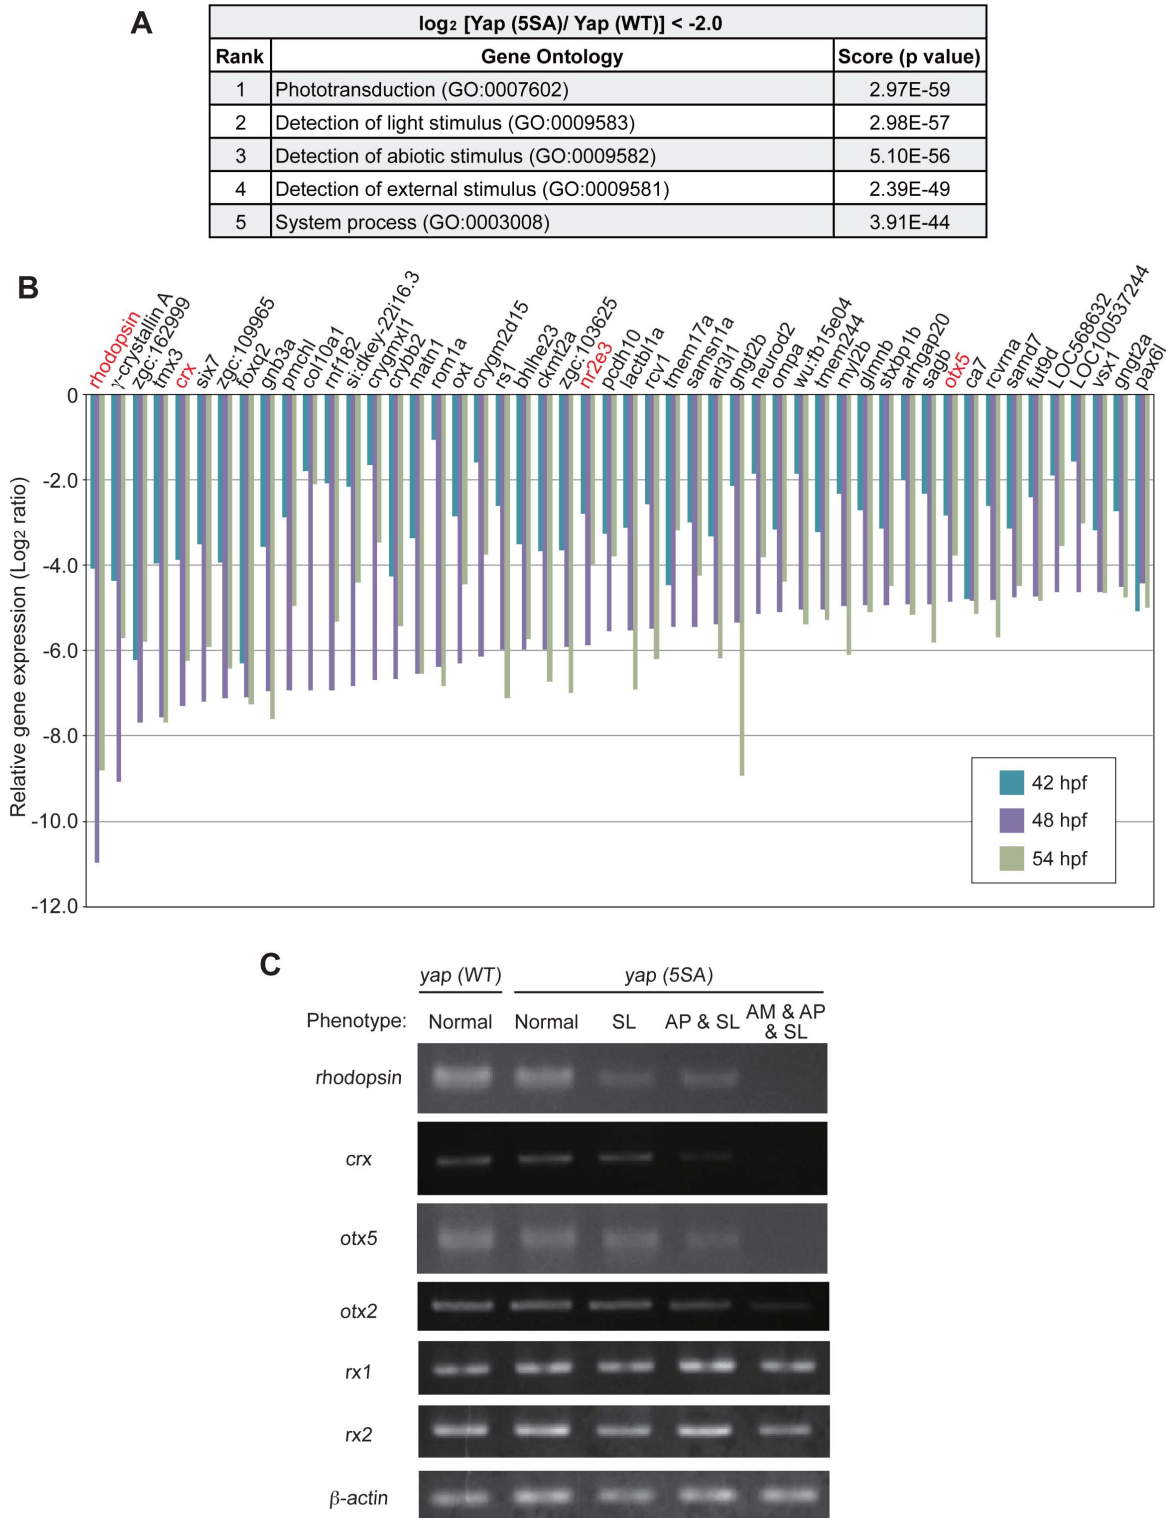 A
log2 [Yap (5SA)/ Yap (WT)] < -2.0
Rank Gene Ontology Score (p value)
1 Phototransduction (GO:0007602) 2.97E-59
2 Detection of light stimulus (GO:0009583) 2.98E-57
3 Detection of abiotic stimulus (GO:0009582) 5.10E-56
4 Detection of external stimulus (GO:0009581) 2.39E-49
5 System process (GO:0003008) 3.91E-44
B
rhodopsin
γ-crystallin A
zgc:162999
tmx3
crx
six7
zgc:109965
foxq2
gnb3a
pmchl
col10a1
rnf182
si:dkey-22i16.3
crygmxl1
crybb2
matn1
rom1a
oxt
crygm2d15
rs1
bhlhe23
ckmt2a
zgc:103625
nr2e3
pcdh10
lactbl1a
rcv1
tmem17a
samsn1a
arl3l1
gngt2b
neurod2
ompa
wufb15e04
tmem244
myl2b
glmnb
stxbp1b
arhgap20
sagb
otx5
ca7
rcvrna
samd7
fut9d
LOC568632
LOC100537244
vsx1
gngt2a
pax6l
Relative gene expression (Log2 ratio)
0
-2.0
-4.0
-6.0
-8.0
-10.0
-12.0
42 hpf
48 hpf
54 hpf
C
yap (WT) yap (5SA)
Phenotype: Normal Normal SL AP & SL AM & AP
& SL
rhodopsin
crx
otx5
otx2
rx1
rx2
β-actin